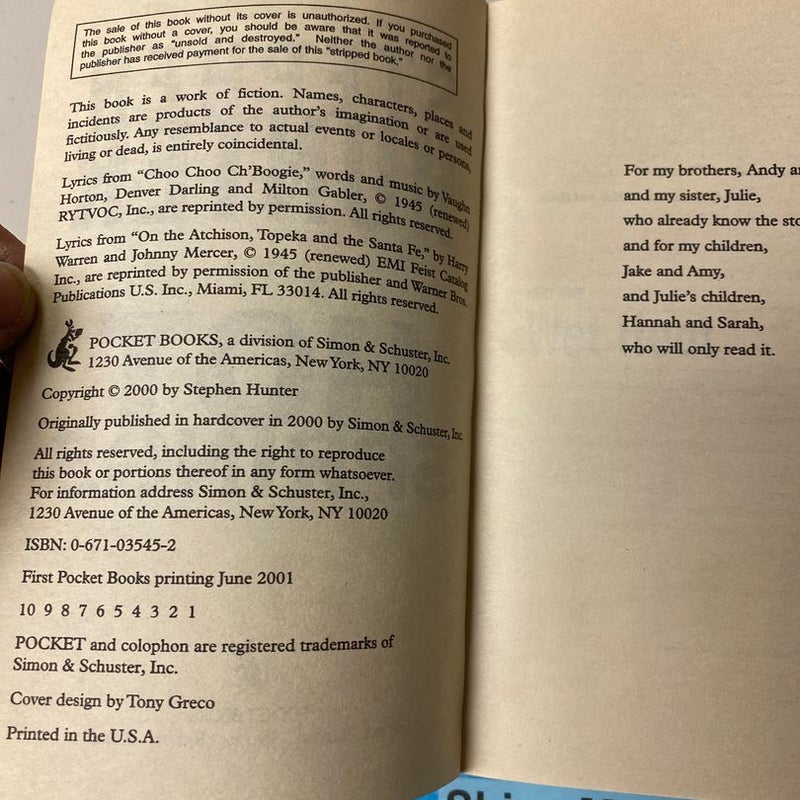 The sale of this book without its cover is unauthorized. If you purchased
this book without a cover, you should be aware that it was reported to
the publisher as "unsold and destroyed." Neither the author nor the
publisher has received payment for the sale of this "stripped book."
This book is a work of fiction. Names, characters, places and
incidents are products of the author's imagination or are used
fictitiously. Any resemblance to actual events or locales or persons,
living or dead, is entirely coincidental.
Lyrics from “Choo Choo Ch’Boogie,” words and music by Vaughn
Horton, Denver Darling and Milton Gabler, © 1945 (renewed)
RYTVOC, Inc., are reprinted by permission. All rights reserved.
Lyrics from “On the Atchison, Topeka and the Santa Fe,” by Harry
Warren and Johnny Mercer, © 1945 (renewed) EMI Feist Catalog
Inc., are reprinted by permission of the publisher and Warner Bros.
Publications U.S. Inc., Miami, FL 33014. All rights reserved.
POCKET BOOKS, a division of Simon & Schuster, Inc.
1230 Avenue of the Americas, New York, NY 10020
Copyright © 2000 by Stephen Hunter
Originally published in hardcover in 2000 by Simon & Schuster, Inc.
All rights reserved, including the right to reproduce
this book or portions thereof in any form whatsoever.
For information address Simon & Schuster, Inc.,
1230 Avenue of the Americas, New York, NY 10020
ISBN: 0-671-03545-2
First Pocket Books printing June 2001
10 9 8 7 6 5 4 3 2 1
POCKET and colophon are registered trademarks of
Simon & Schuster, Inc.
Cover design by Tony Greco
Printed in the U.S.A.
For my brothers, Andy
and my sister, Julie,
who already know the
and for my children,
Jake and Amy,
and Julie’s children,
Hannah and Sarah,
who will only read it.